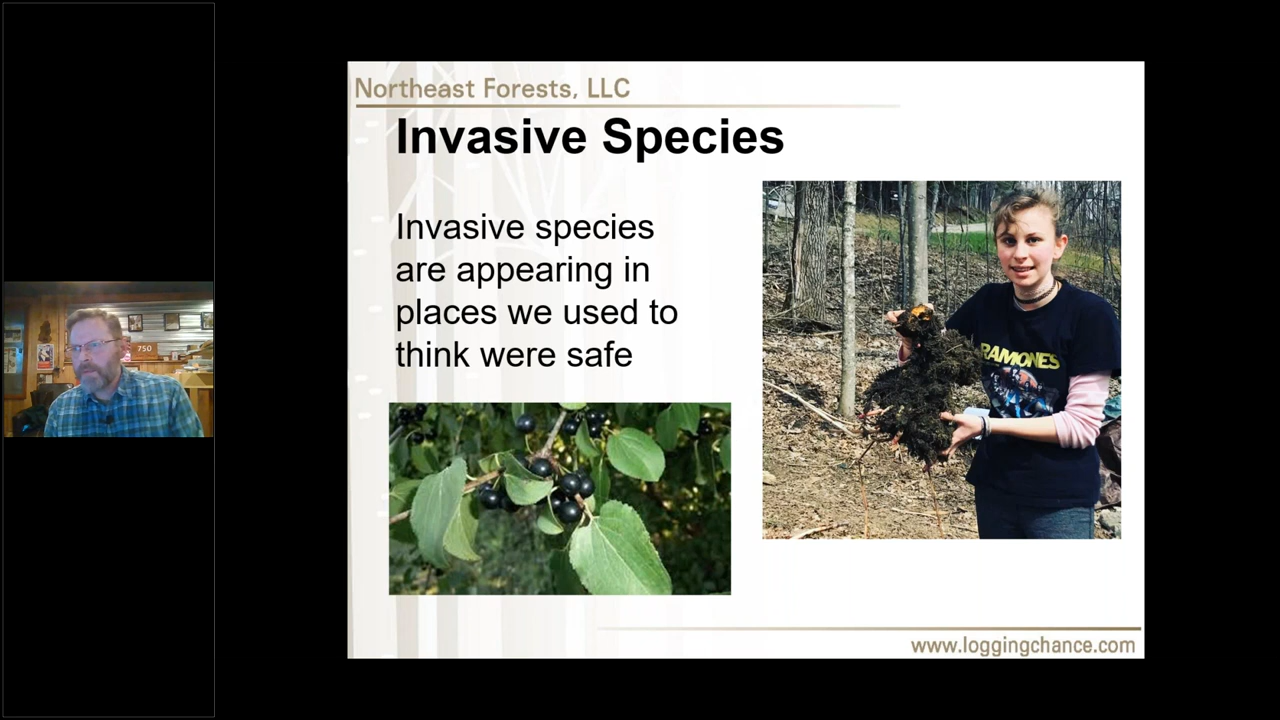 Northeast Forests, LLC
Invasive Species
Invasive species
are appearing in
places we used to
think were safe
RAMONES
750
www.loggingchance.com